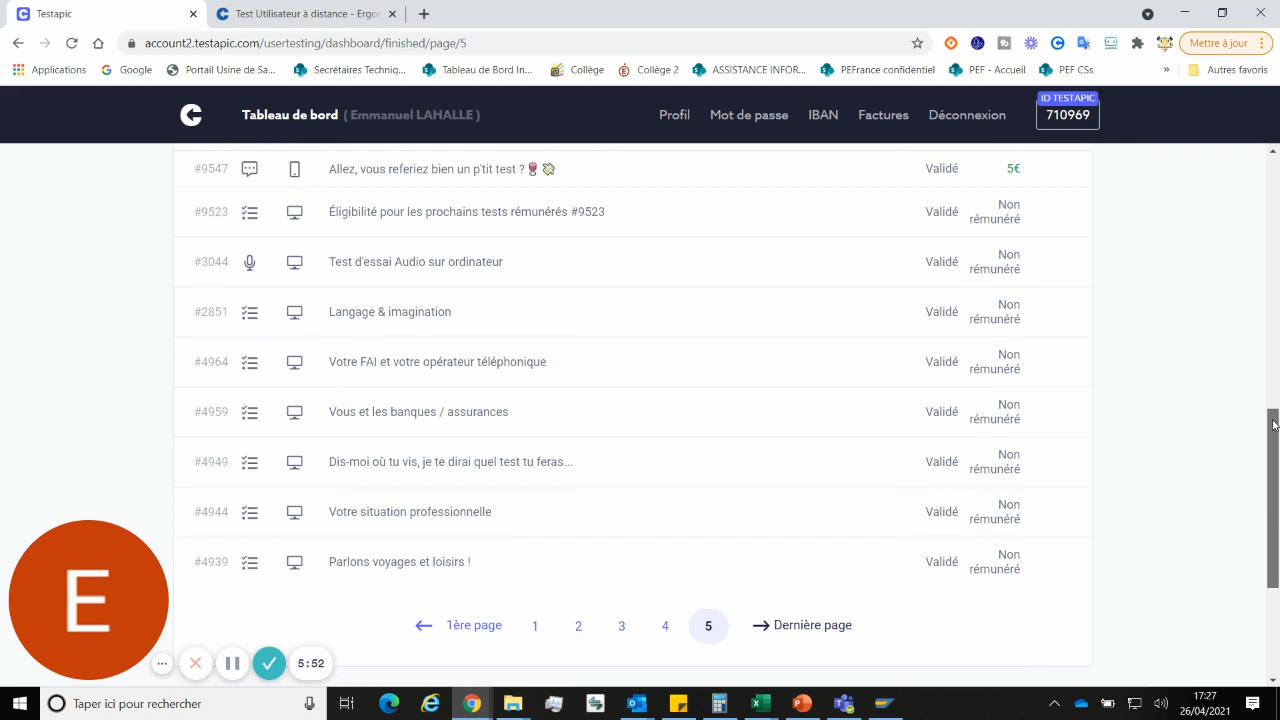 Testapic
Test Utilisateur à distance - Ergo
account2.testapic.com/usertesting/dashboard/finished/page/5
Mettre à jour
Applications
Google
Portail Usine de Sa...
Secrétaires Techniq...
Tableau de Bord In...
Collège
Collège 2
ASSISTANCE INFOR...
PEFrance confidentiel
PEF - Accueil
PEF CSs
»
Autres favoris
Tableau de bord ( Emmanuel LAHALLE )
Profil
Mot de passe
IBAN
Factures
Déconnexion
ID TESTAPIC
710969
#9547 Allez, vous referiez bien un p'tit test ? Validé 5€
#9523 Éligibilité pour les prochains tests rémunérés #9523 Validé Non
rémunéré
#3044 Test d'essai Audio sur ordinateur Validé Non
rémunéré
#2851 Langage & imagination Validé Non
rémunéré
#4964 Votre FAI et votre opérateur téléphonique Validé Non
rémunéré
#4959 Vous et les banques / assurances Validé Non
rémunéré
#4949 Dis-moi où tu vis, je te dirai quel test tu feras... Validé Non
rémunéré
#4944 Votre situation professionnelle Validé Non
rémunéré
#4939 Parlons voyages et loisirs ! Validé Non
rémunéré
1ère page 1 2 3 4 5 Dernière page
E
5:52
Taper ici pour rechercher
17:27
26/04/2021